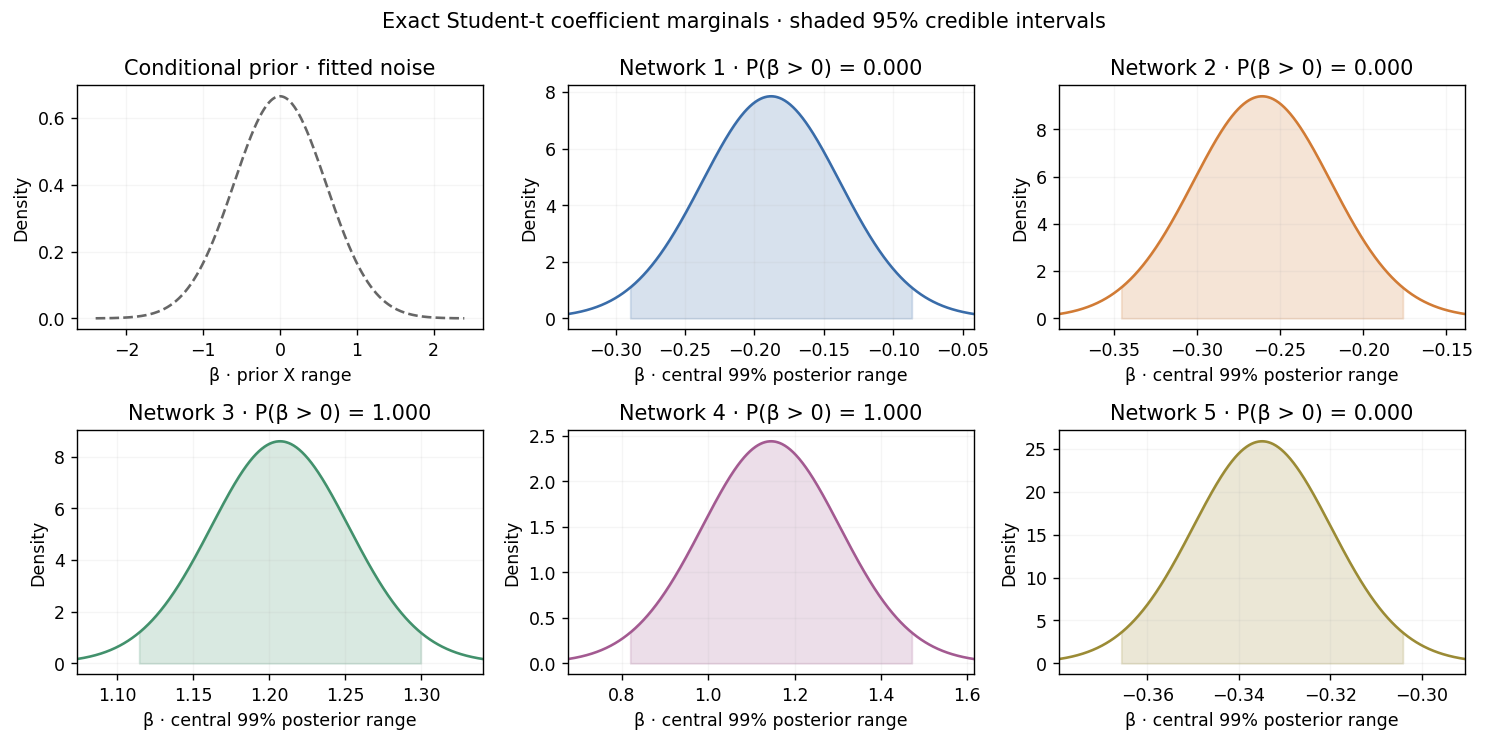 Exact Student-t coefficient marginals · shaded 95% credible intervals
Conditional prior · fitted noise
Density
0.6
0.4
0.2
0.0
−2 −1 0 1 2
β · prior X range
Network 1 · P(β > 0) = 0.000
Density
8
6
4
2
0
−0.30 −0.25 −0.20 −0.15 −0.10 −0.05
β · central 99% posterior range
Network 2 · P(β > 0) = 0.000
Density
8
6
4
2
0
−0.35 −0.30 −0.25 −0.20 −0.15
β · central 99% posterior range
Network 3 · P(β > 0) = 1.000
Density
8
6
4
2
0
1.10 1.15 1.20 1.25 1.30
β · central 99% posterior range
Network 4 · P(β > 0) = 1.000
Density
2.5
2.0
1.5
1.0
0.5
0.0
0.8 1.0 1.2 1.4 1.6
β · central 99% posterior range
Network 5 · P(β > 0) = 0.000
Density
25
20
15
10
5
0
−0.36 −0.34 −0.32 −0.30
β · central 99% posterior range